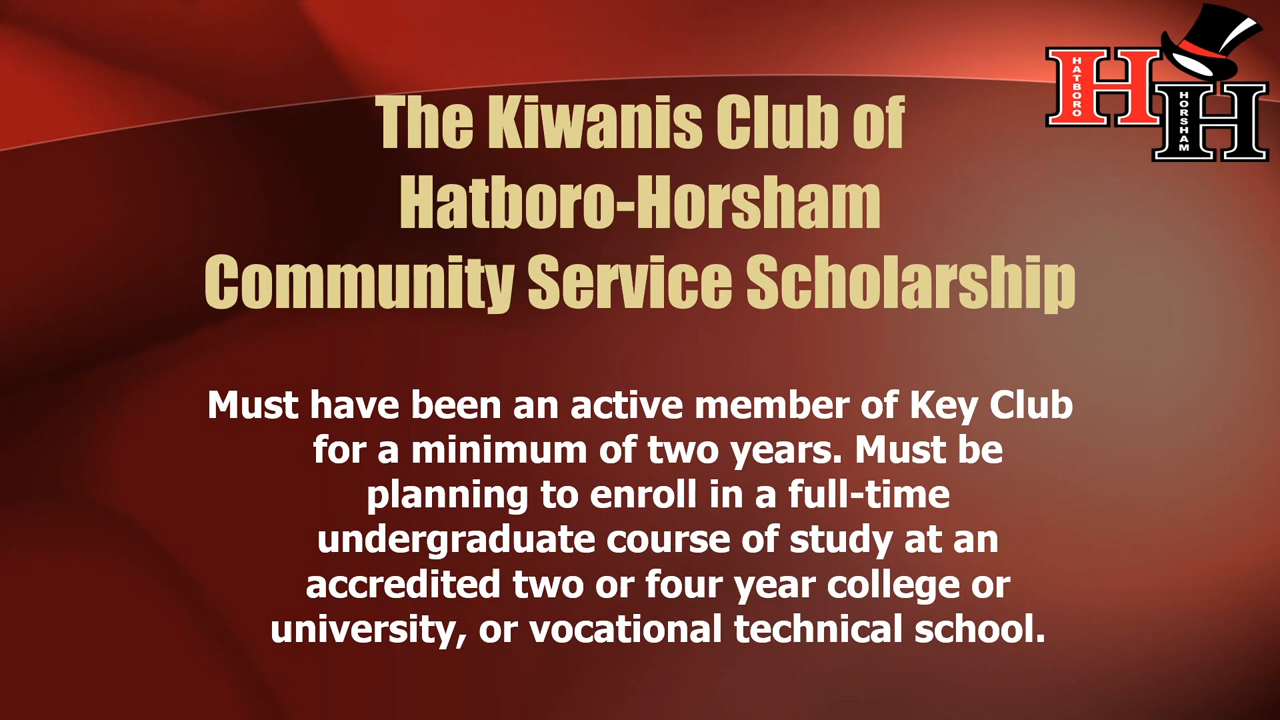 The Kiwanis Club of
Hatboro-Horsham
Community Service Scholarship
Must have been an active member of Key Club
for a minimum of two years. Must be
planning to enroll in a full-time
undergraduate course of study at an
accredited two or four year college or
university, or vocational technical school.
HH
HATBORO
HORSHAM